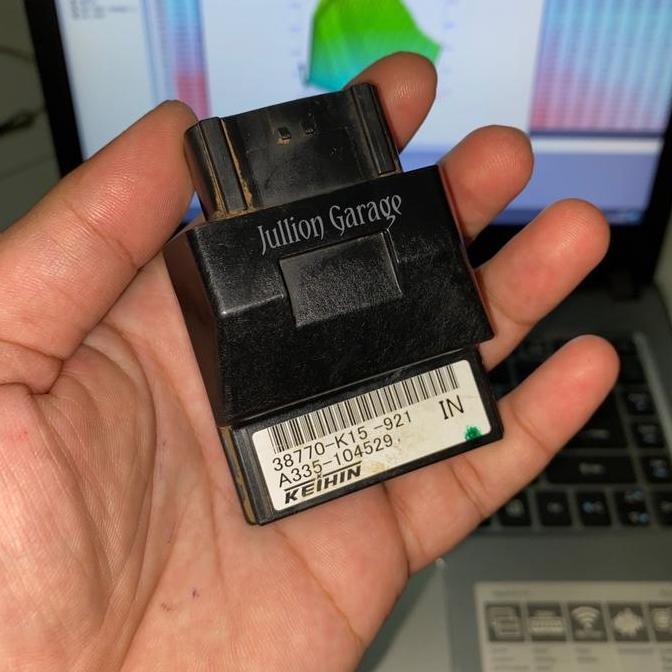 Jullion Garage
38770-K15 -921 IN
A335-104529
KEIHIN